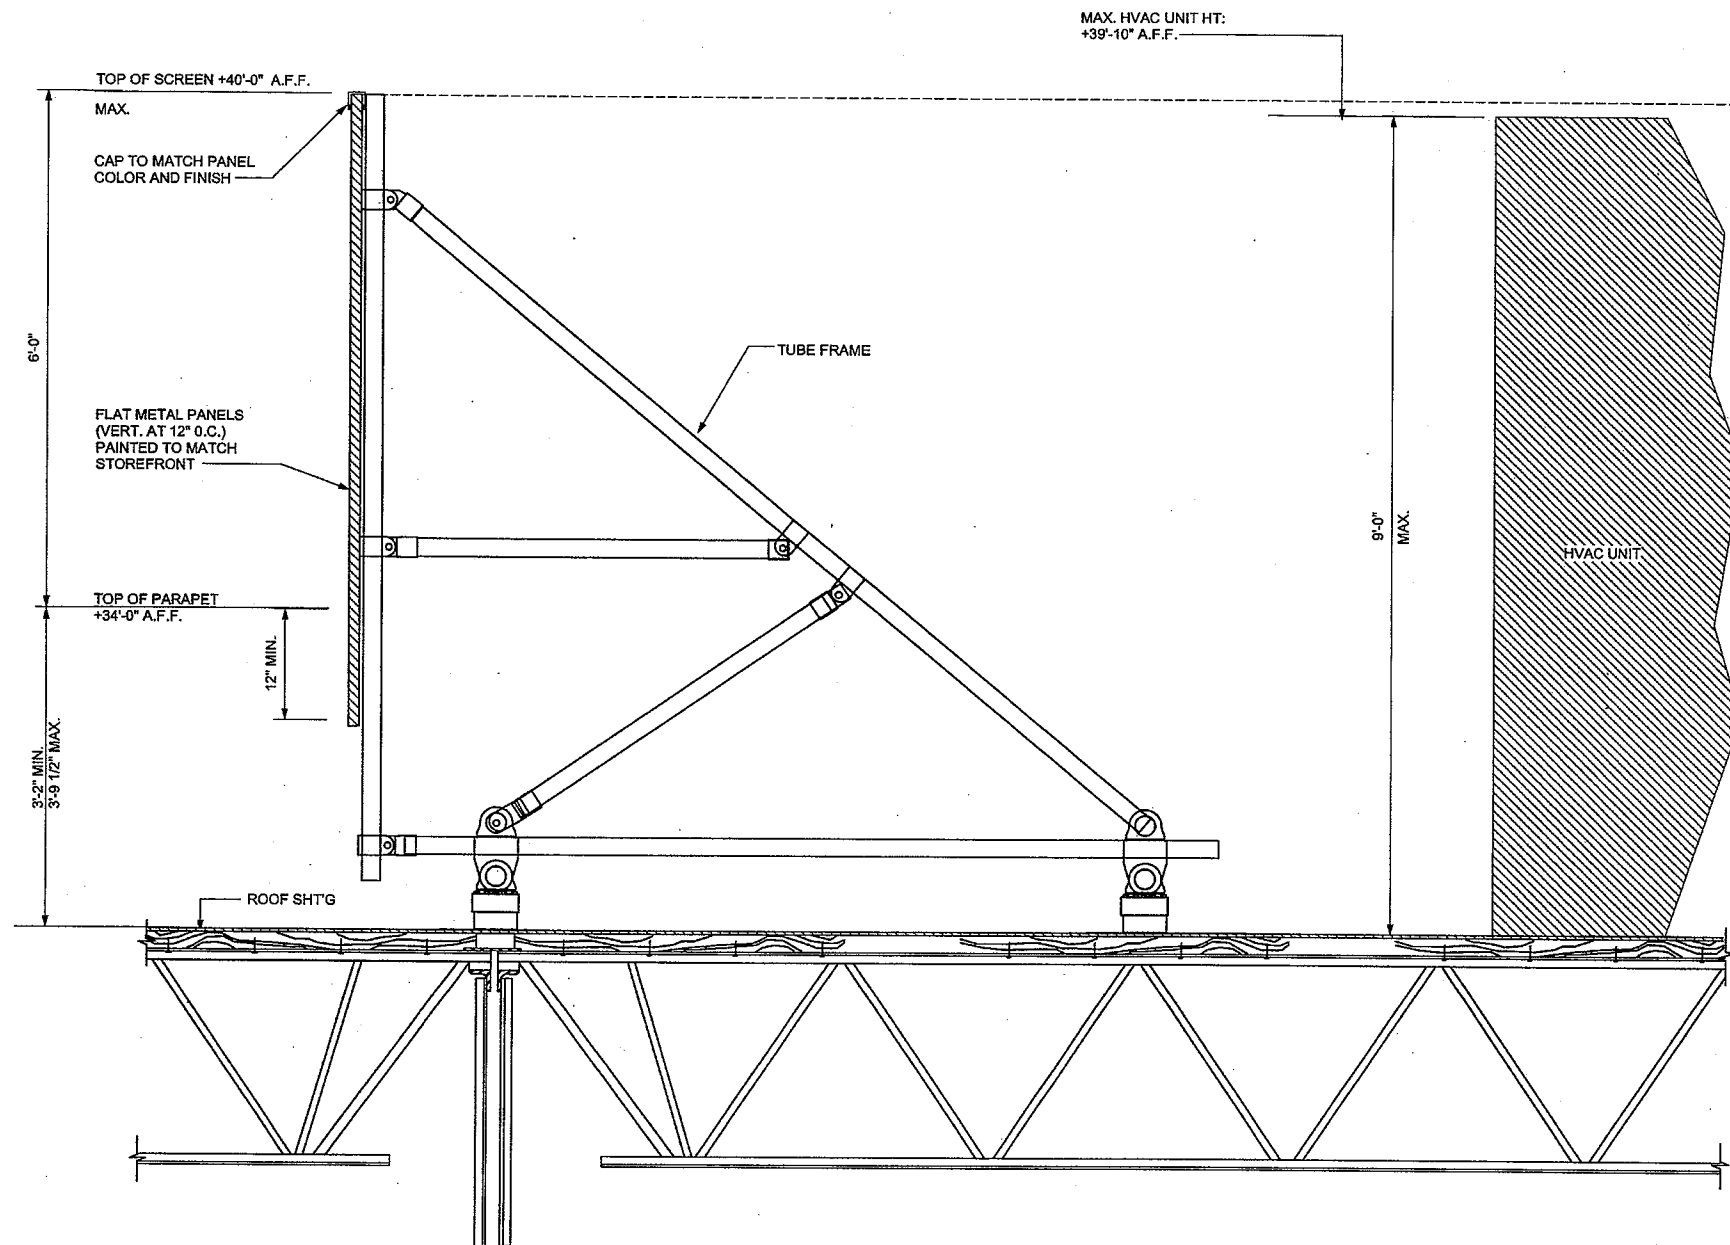 MAX. HVAC UNIT HT:
+39'-10" A.F.F.
TOP OF SCREEN +40'-0" A.F.F.
MAX.
CAP TO MATCH PANEL
COLOR AND FINISH
6'-0"
TUBE FRAME
FLAT METAL PANELS
(VERT. AT 12" O.C.)
PAINTED TO MATCH
STOREFRONT
9'-0"
MAX.
HVAC UNIT
TOP OF PARAPET
+34'-0" A.F.F.
12" MIN.
3'-2" MIN.
3'-9 1/2" MAX.
ROOF SHT'G